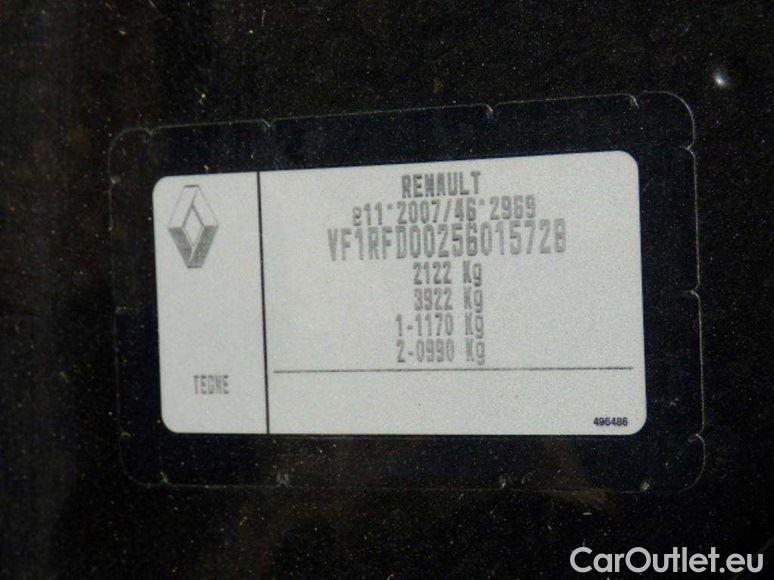 RENAULT
e11*2007/46*2969
VF1RFD00256015728
2122 Kg
3922 Kg
1-1170 Kg
2-0990 Kg
TEGNE
496486
CarOutlet.eu